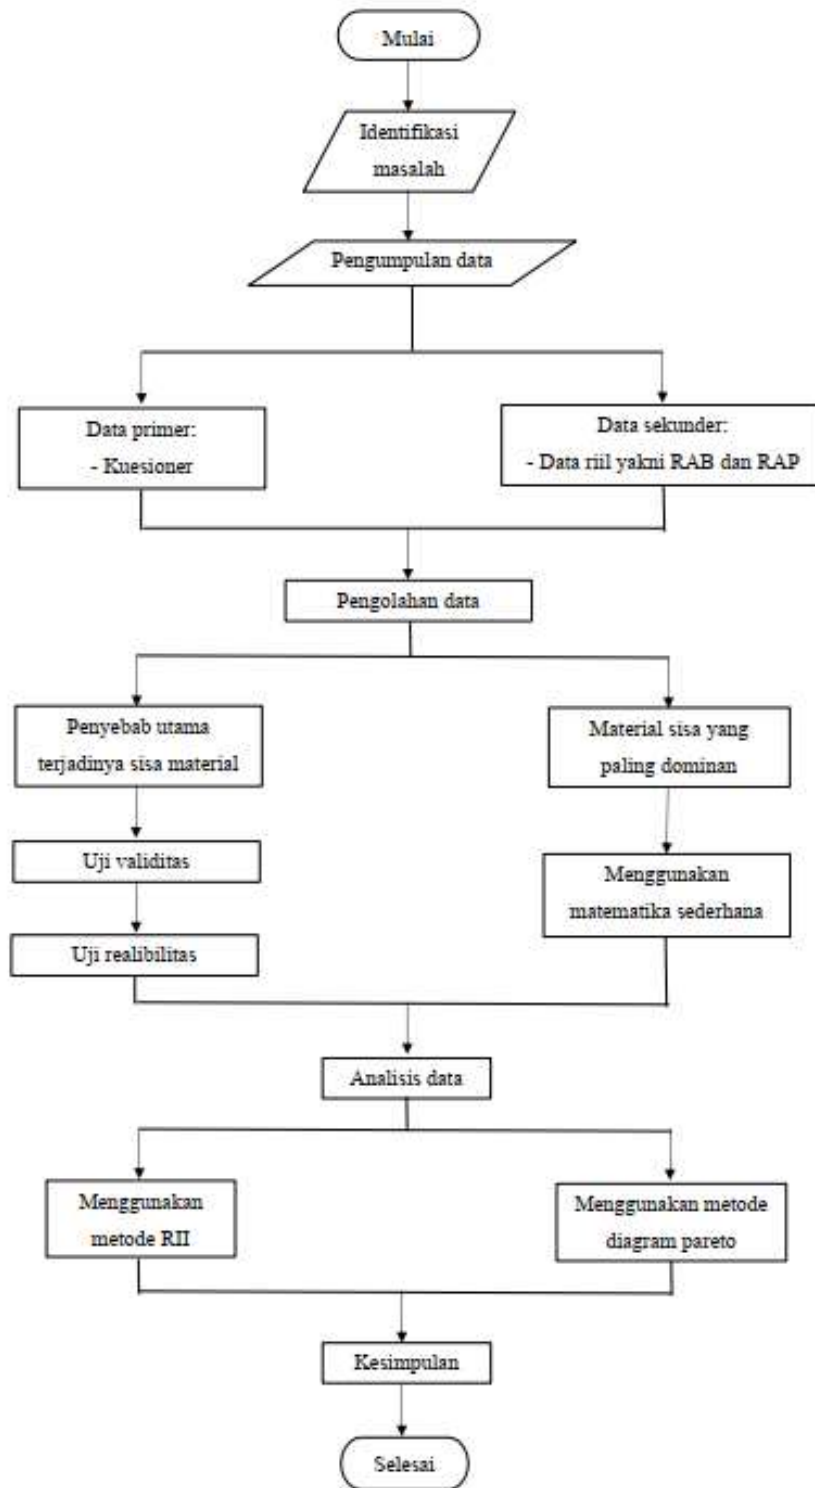 Mulai
Identifikasi
masalah
Pengumpulan data
Data primer:
- Kuesioner
Data sekunder:
- Data riil yakni RAB dan RAP
Pengolahan data
Penyebab utama
terjadinya sisa material
Material sisa yang
paling dominan
Uji validitas
Menggunakan
matematika sederhana
Uji realibilitas
Analisis data
Menggunakan
metode RII
Menggunakan metode
diagram pareto
Kesimpulan
Selesai